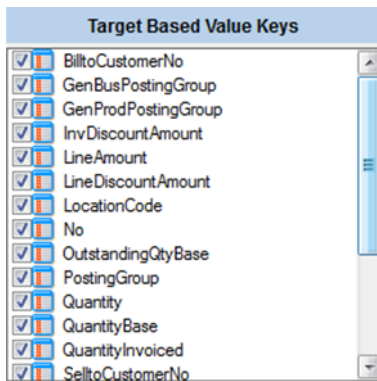 Target Based Value Keys
BilltoCustomerNo
GenBusPostingGroup
GenProdPostingGroup
InvDiscountAmount
LineAmount
LineDiscountAmount
LocationCode
No
OutstandingQtyBase
PostingGroup
Quantity
QuantityBase
QuantityInvoiced
SelltoCustomerNo